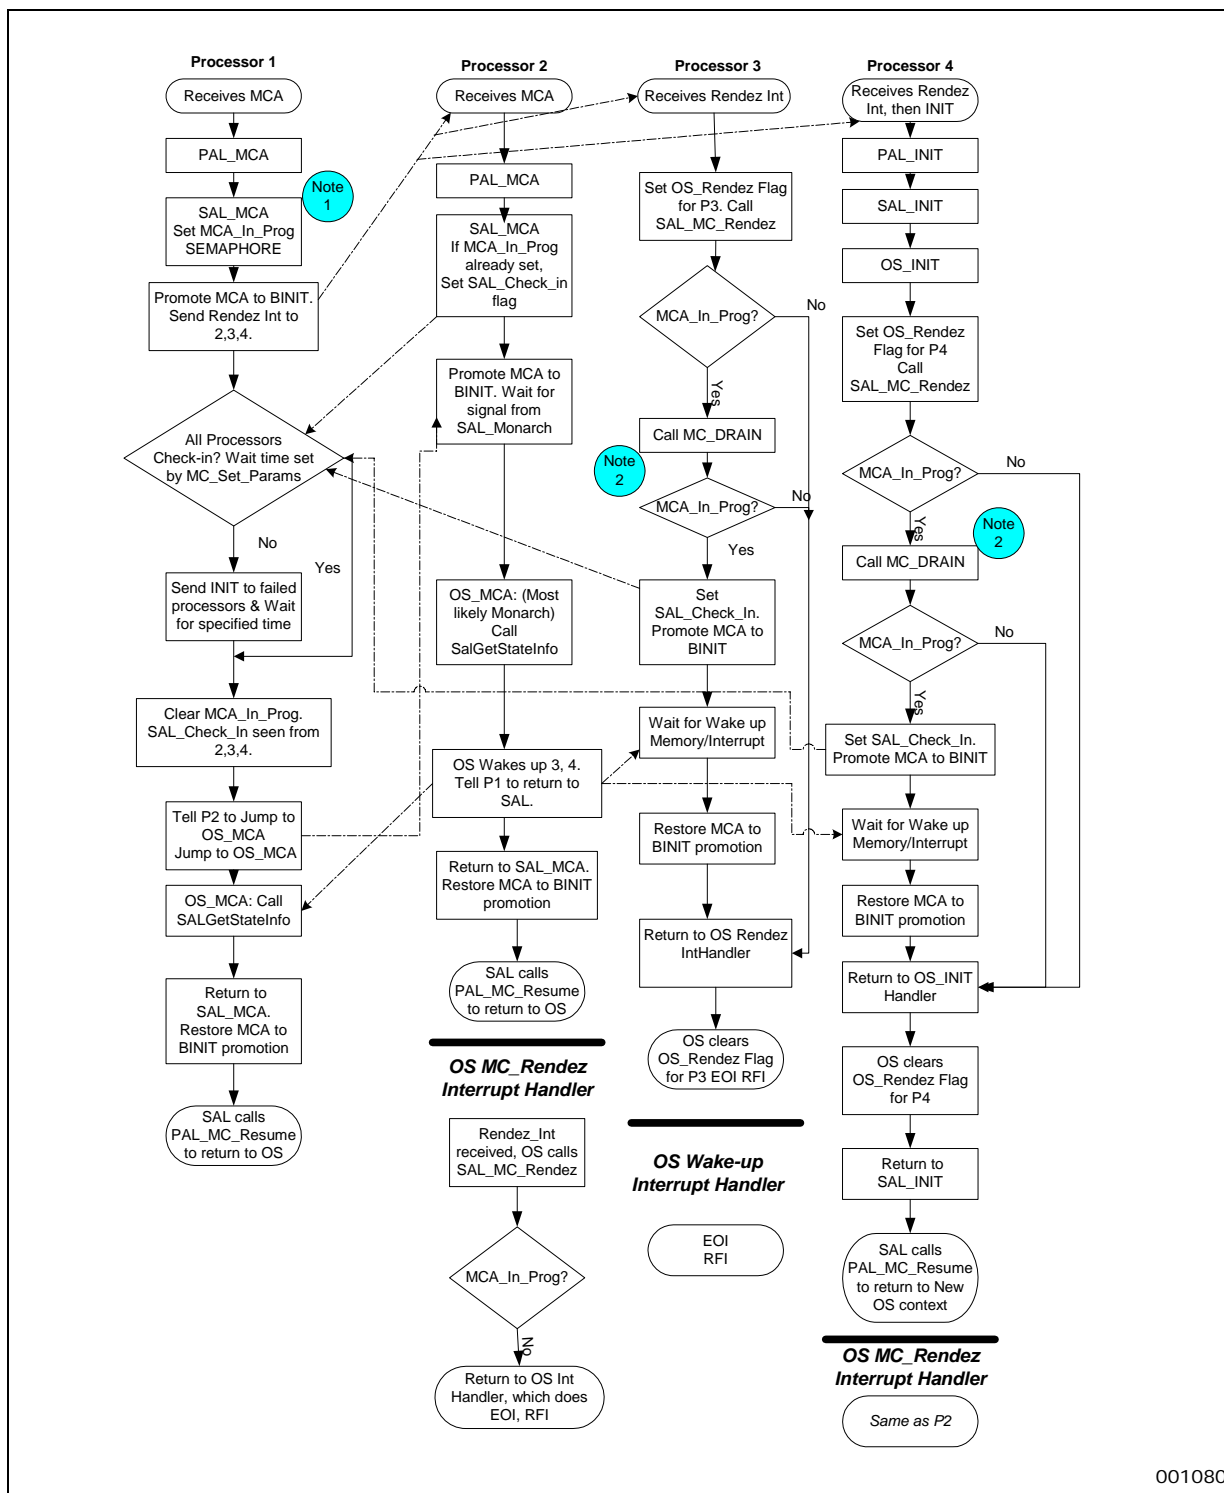 Processor 1
Receives MCA
PAL_MCA
Note
1
SAL_MCA
Set MCA_In_Prog
SEMAPHORE
Promote MCA to BINIT.
Send Rendez Int to
2,3,4.
All Processors
Check-in? Wait time set
by MC_Set_Params
No
Yes
Send INIT to failed
processors & Wait
for specified time
Clear MCA_In_Prog.
SAL_Check_In seen from
2,3,4.
Tell P2 to Jump to
OS_MCA
Jump to OS_MCA
OS_MCA: Call
SALGetStateInfo
Return to
SAL_MCA.
Restore MCA to
BINIT promotion
SAL calls
PAL_MC_Resume
to return to OS
Processor 2
Receives MCA
PAL_MCA
SAL_MCA
If MCA_In_Prog
already set,
Set SAL_Check_in
flag
Promote MCA to
BINIT. Wait for
signal from
SAL_Monarch
OS_MCA: (Most
likely Monarch)
Call
SalGetStateInfo
OS Wakes up 3, 4.
Tell P1 to return to
SAL.
Return to SAL_MCA.
Restore MCA to BINIT
promotion
SAL calls
PAL_MC_Resume
to return to OS
OS MC_Rendez
Interrupt Handler
Rendez_Int
received, OS calls
SAL_MC_Rendez
MCA_In_Prog?
No
Return to OS Int
Handler, which does
EOI, RFI
Processor 3
Receives Rendez Int
Set OS_Rendez Flag
for P3. Call
SAL_MC_Rendez
MCA_In_Prog?
No
Yes
Call MC_DRAIN
Note
2
MCA_In_Prog?
No
Yes
Set
SAL_Check_In.
Promote MCA to
BINIT
Wait for Wake up
Memory/Interrupt
Restore MCA to
BINIT promotion
Return to OS Rendez
IntHandler
OS clears
OS_Rendez Flag
for P3 EOI RFI
OS Wake-up
Interrupt Handler
EOI
RFI
Processor 4
Receives Rendez
Int, then INIT
PAL_INIT
SAL_INIT
OS_INIT
Set OS_Rendez
Flag for P4
Call
SAL_MC_Rendez
MCA_In_Prog?
No
Yes
Note
2
Call MC_DRAIN
MCA_In_Prog?
No
Yes
Set SAL_Check_In.
Promote MCA to BINIT
Wait for Wake up
Memory/Interrupt
Restore MCA to
BINIT promotion
Return to OS_INIT
Handler
OS clears
OS_Rendez Flag
for P4
Return to
SAL_INIT
SAL calls
PAL_MC_Resume
to return to New
OS context
OS MC_Rendez
Interrupt Handler
Same as P2
001080